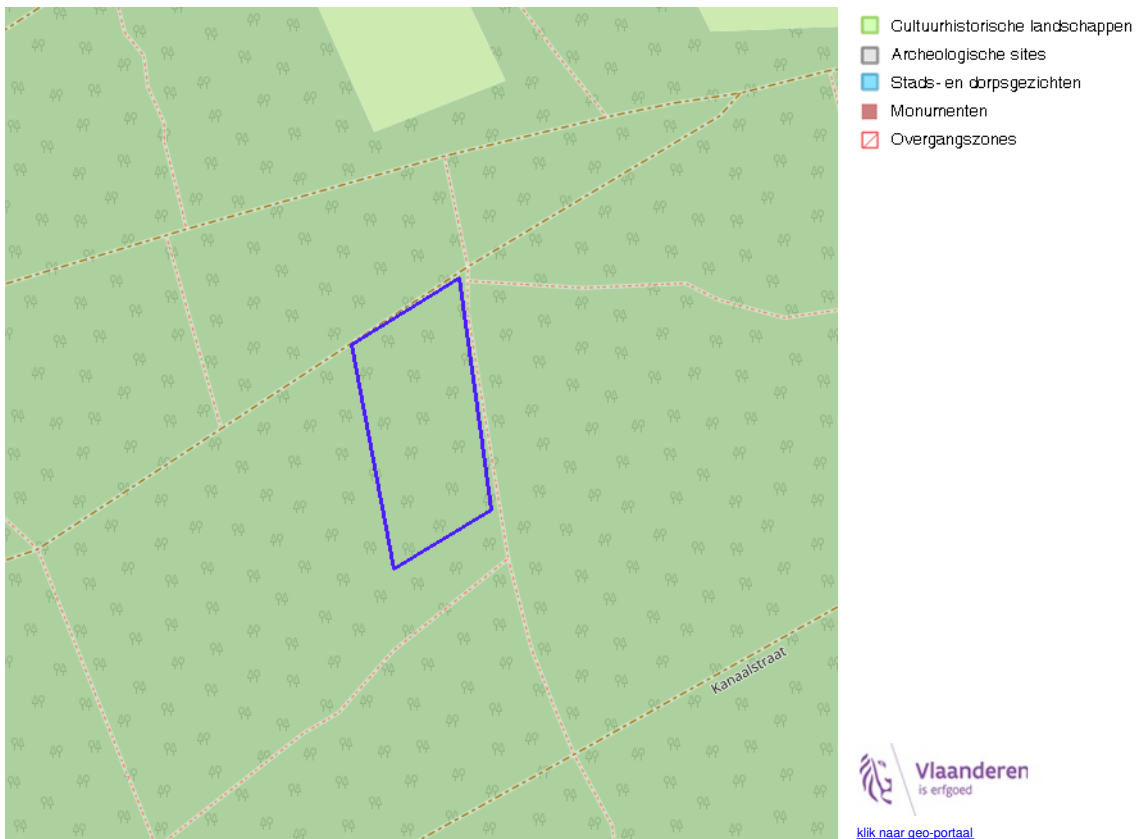 Cultuurhistorische landschappen
Archeologische sites
Stads- en dorpsgezichten
Monumenten
Overgangszones
Kanaalstraat
Vlaanderen
is erfgoed
klik naar geo-portaal